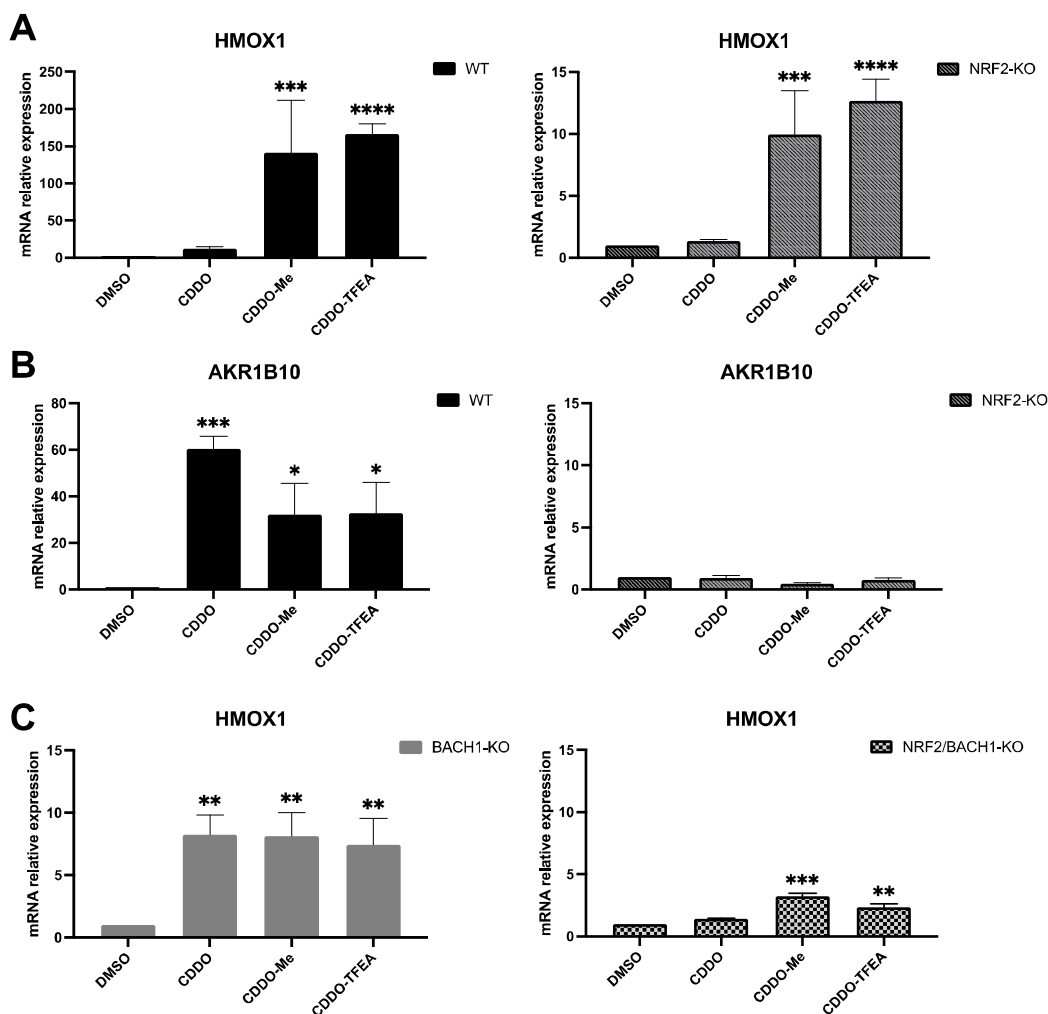 A
HMOX1
WT
mRNA relative expression
250
200
150
100
50
0
***
****
DMSO
CDDO
CDDO-Me
CDDO-TFEA
HMOX1
NRF2-KO
mRNA relative expression
15
10
5
0
***
****
DMSO
CDDO
CDDO-Me
CDDO-TFEA
B
AKR1B10
WT
mRNA relative expression
80
60
40
20
0
***
*
*
DMSO
CDDO
CDDO-Me
CDDO-TFEA
AKR1B10
NRF2-KO
mRNA relative expression
15
10
5
0
DMSO
CDDO
CDDO-Me
CDDO-TFEA
C
HMOX1
BACH1-KO
mRNA relative expression
15
10
5
0
**
**
**
DMSO
CDDO
CDDO-Me
CDDO-TFEA
HMOX1
NRF2/BACH1-KO
mRNA relative expression
15
10
5
0
***
**
DMSO
CDDO
CDDO-Me
CDDO-TFEA